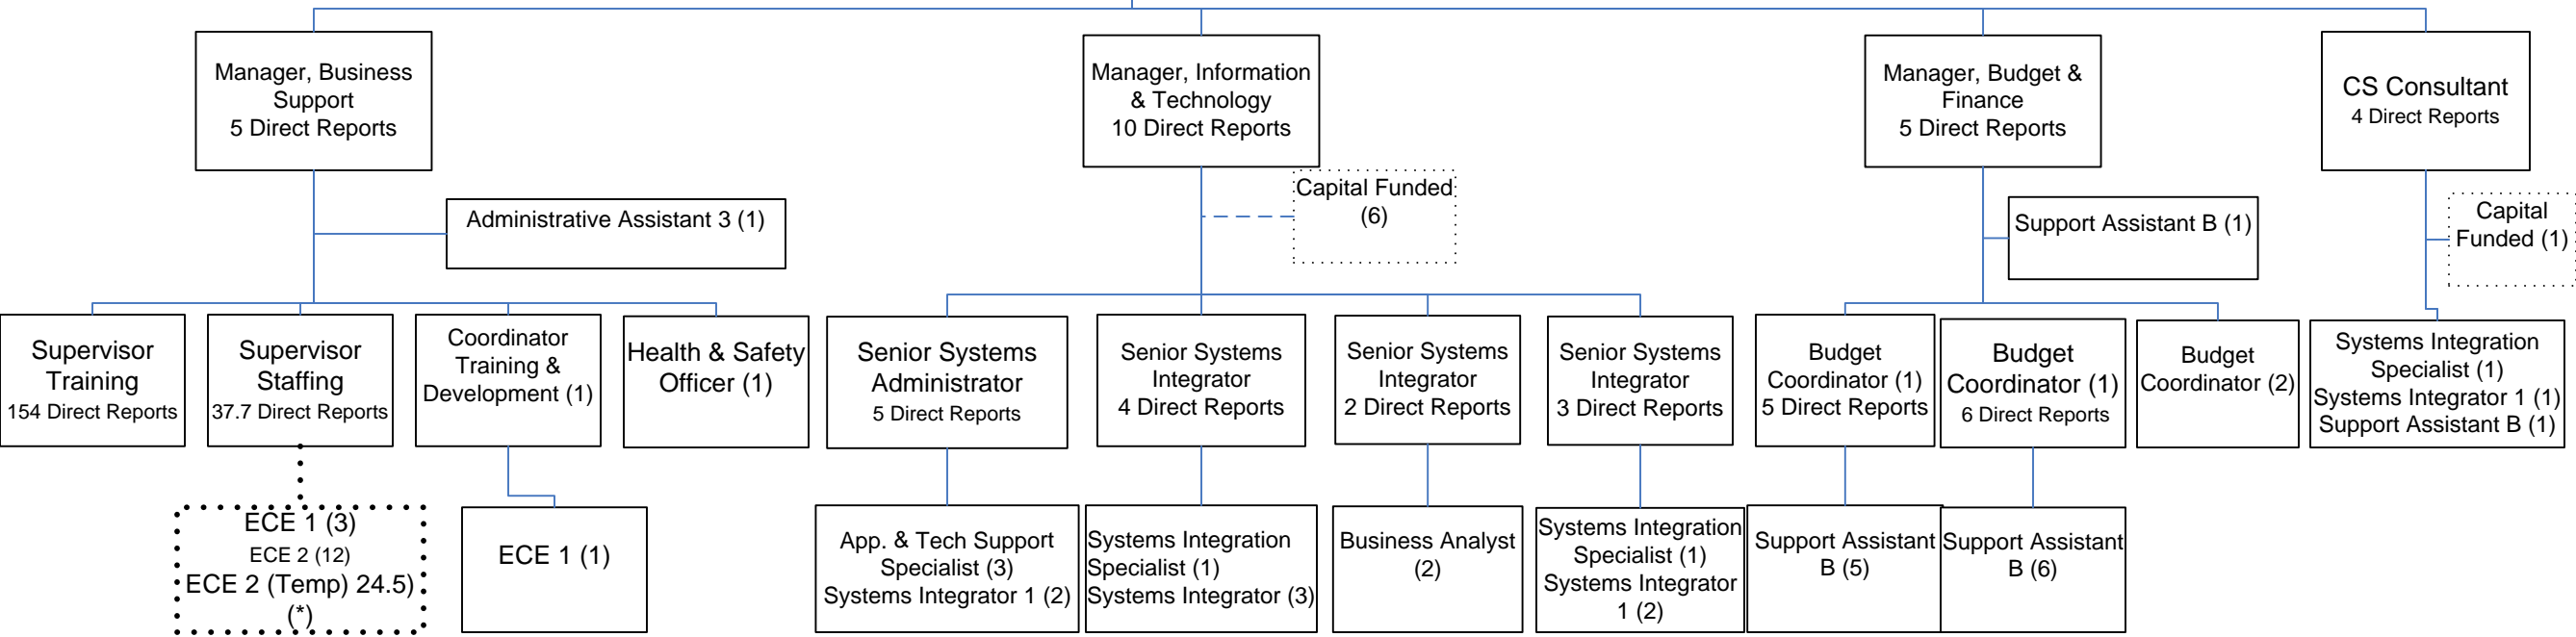 Manager, Business
Support
5 Direct Reports
Manager, Information
& Technology
10 Direct Reports
Manager, Budget &
Finance
5 Direct Reports
CS Consultant
4 Direct Reports
Administrative Assistant 3 (1)
Capital Funded
(6)
Support Assistant B (1)
Capital
Funded (1)
Supervisor
Training
154 Direct Reports
Supervisor
Staffing
37.7 Direct Reports
Coordinator
Training &
Development (1)
Health & Safety
Officer (1)
Senior Systems
Administrator
5 Direct Reports
Senior Systems
Integrator
4 Direct Reports
Senior Systems
Integrator
2 Direct Reports
Senior Systems
Integrator
3 Direct Reports
Budget
Coordinator (1)
5 Direct Reports
Budget
Coordinator (1)
6 Direct Reports
Budget
Coordinator (2)
Systems Integration
Specialist (1)
Systems Integrator 1 (1)
Support Assistant B (1)
ECE 1 (3)
ECE 2 (12)
ECE 2 (Temp) 24.5)
(*)
ECE 1 (1)
App. & Tech Support
Specialist (3)
Systems Integrator 1 (2)
Systems Integration
Specialist (1)
Systems Integrator (3)
Business Analyst
(2)
Systems Integration
Specialist (1)
Systems Integrator
1 (2)
Support Assistant
B (5)
Support Assistant
B (6)